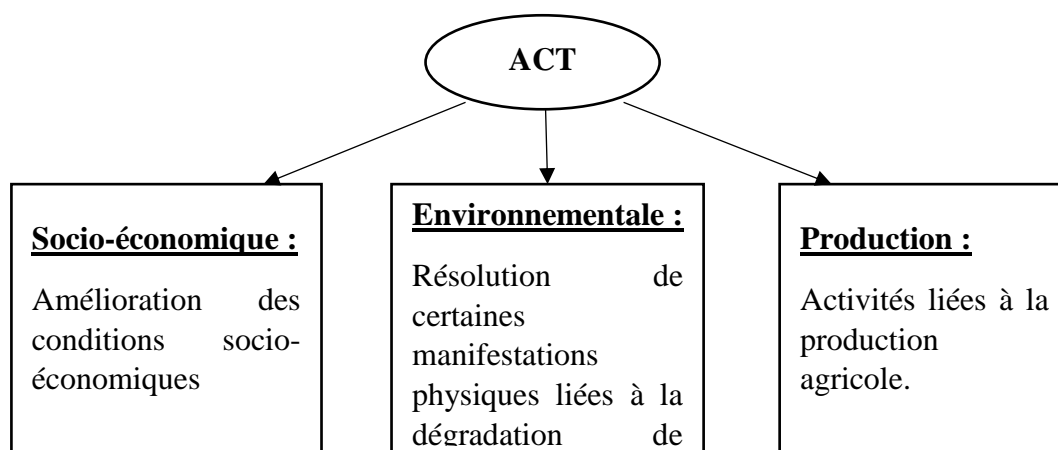 ACT
Socio-économique :
Amélioration des
conditions socio-
économiques
Environnementale :
Résolution de
certaines
manifestations
physiques liées à la
dégradation de
Production :
Activités liées à la
production
agricole.